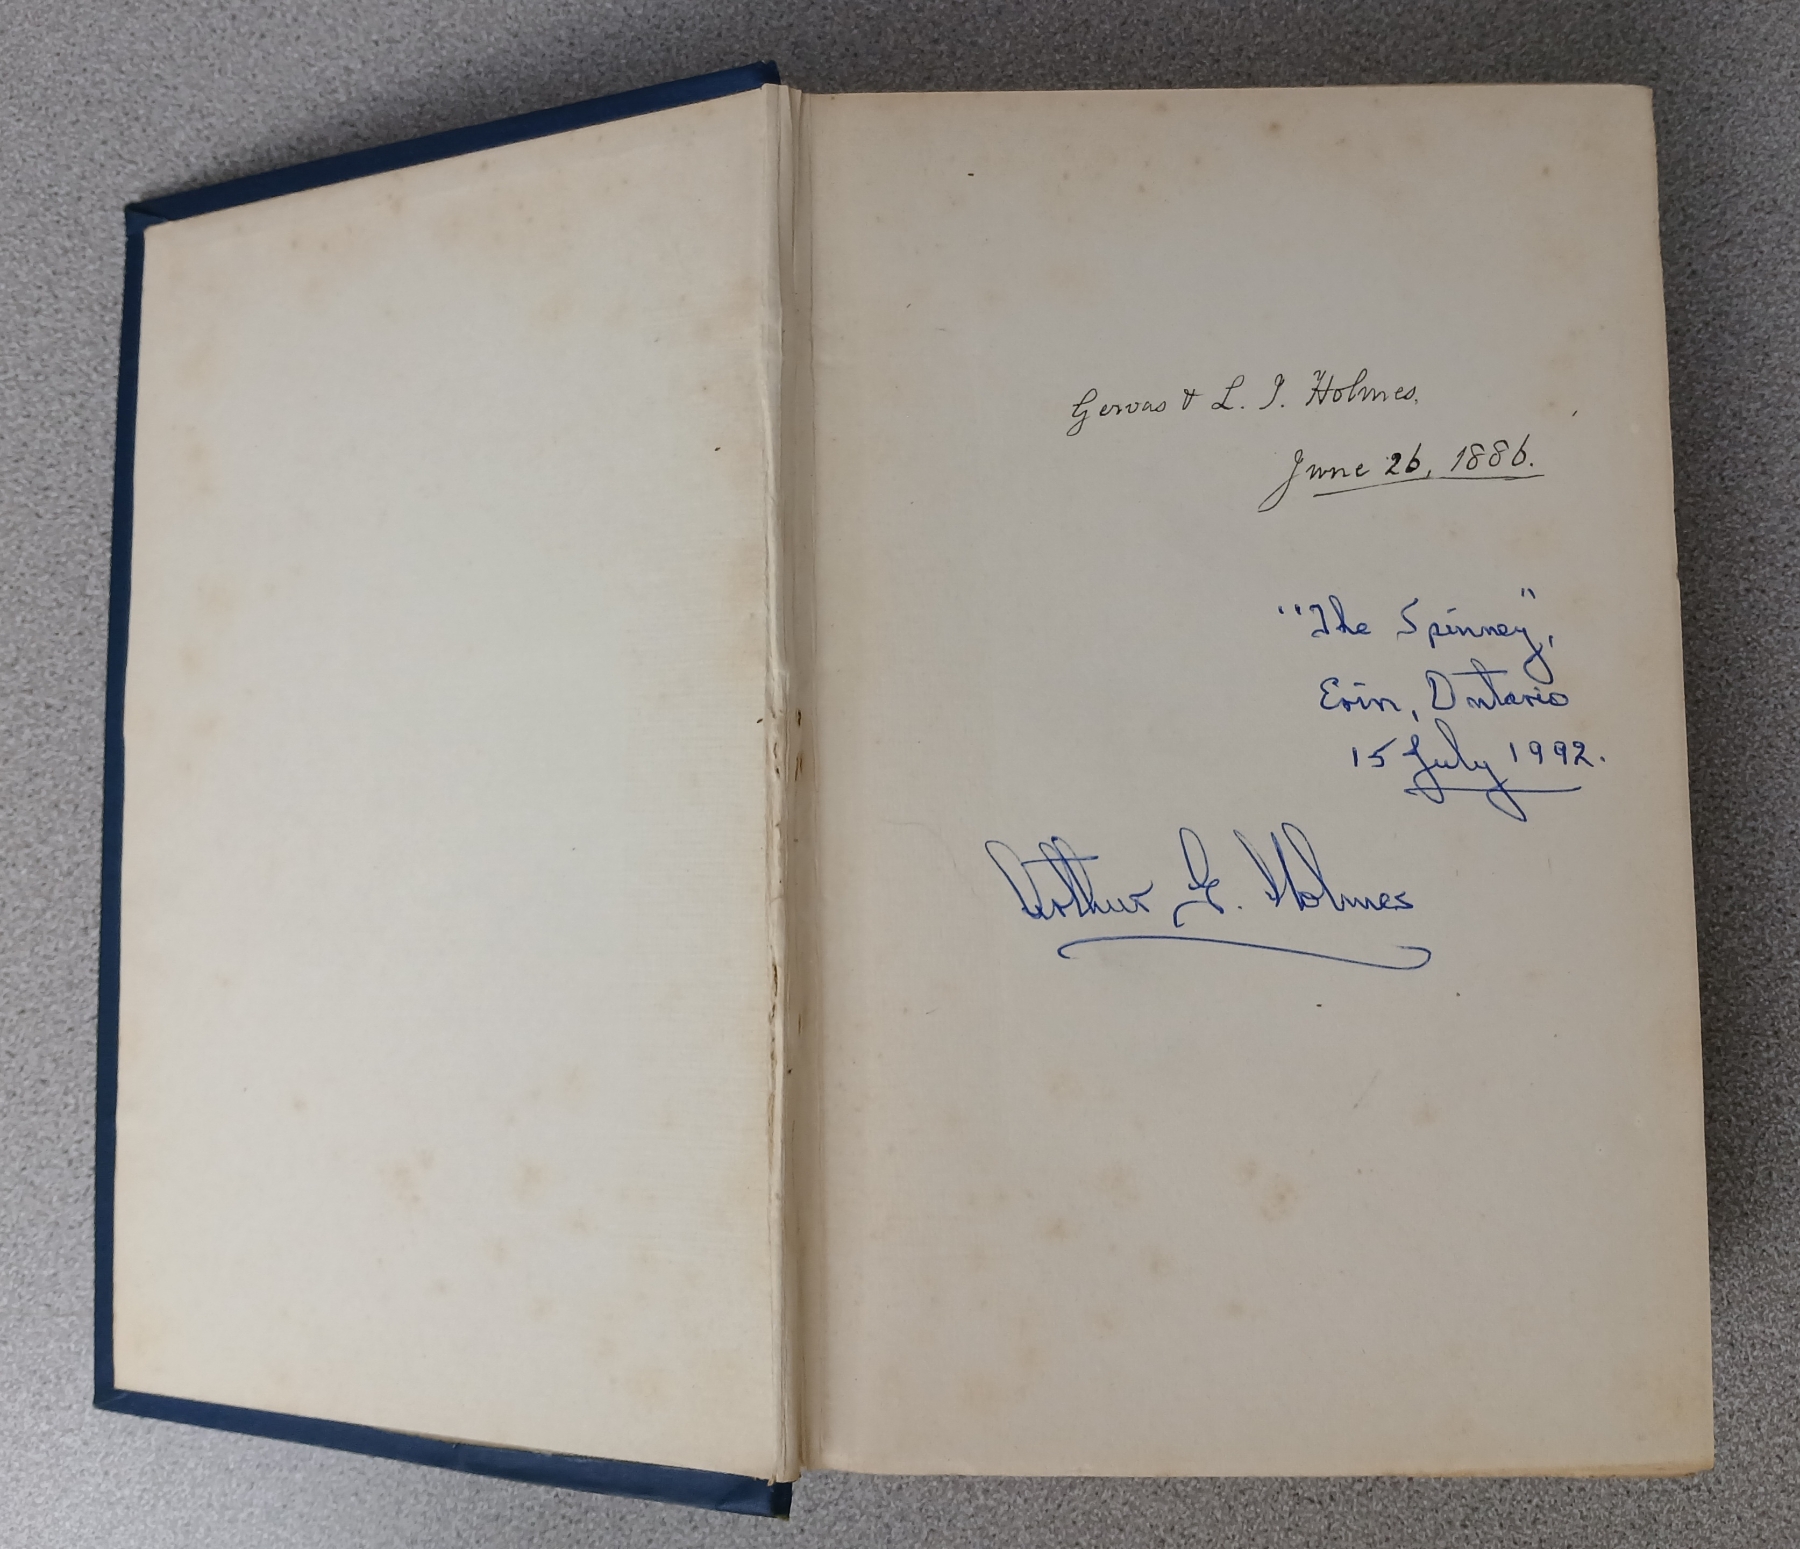 Gervas & L. I. Holmes.
June 26, 1886.
"The Spinney",
Erin, Ontario
15 July 1992.
Arthur G. Holmes